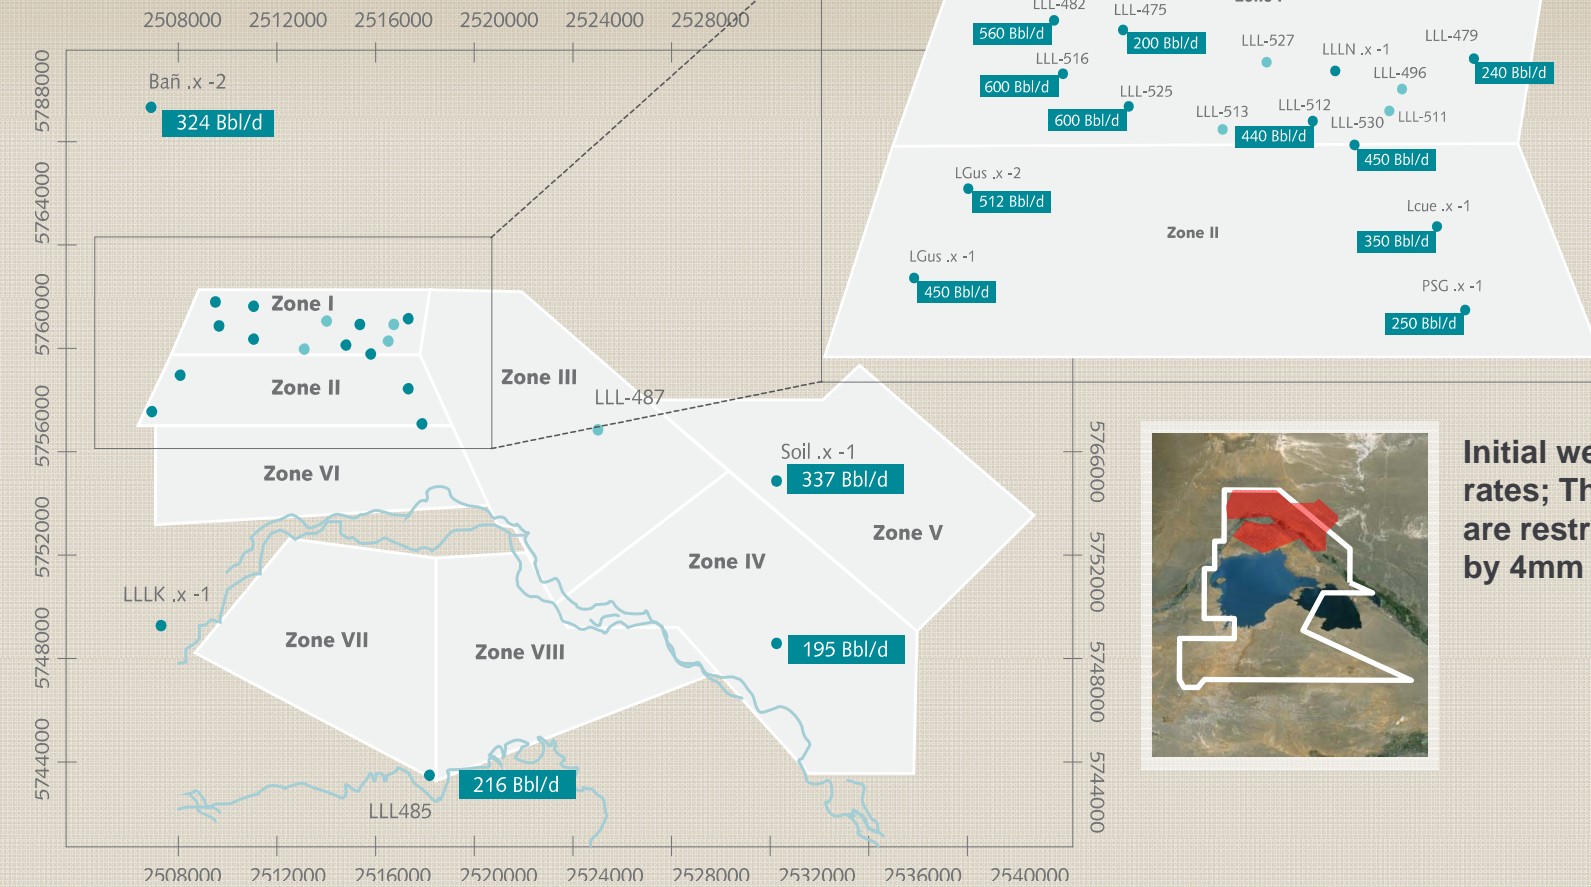 2508000 2512000 2516000 2520000 2524000 2528000
LLL-482
560 Bbl/d
LLL-475
200 Bbl/d
LLL-516
600 Bbl/d
LLL-527
LLLN .x -1
LLL-479
240 Bbl/d
LLL-496
LLL-525
600 Bbl/d
LLL-513
LLL-512
440 Bbl/d
LLL-530
450 Bbl/d
LLL-511
LGus .x -2
512 Bbl/d
Zone II
Lcue .x -1
350 Bbl/d
LGus .x -1
450 Bbl/d
PSG .x -1
250 Bbl/d
5788000
5764000
5760000
5756000
5752000
5748000
5744000
Bañ .x -2
324 Bbl/d
Zone I
Zone II
Zone III
LLL-487
Zone VI
Soil .x -1
337 Bbl/d
Zone V
Zone IV
LLLK .x -1
Zone VII
Zone VIII
195 Bbl/d
216 Bbl/d
LLL485
5766000
5752000
5748000
5744000
Initial we
rates; Th
are restr
by 4mm
2508000 2512000 2516000 2520000 2524000 2528000 2532000 2536000 2540000